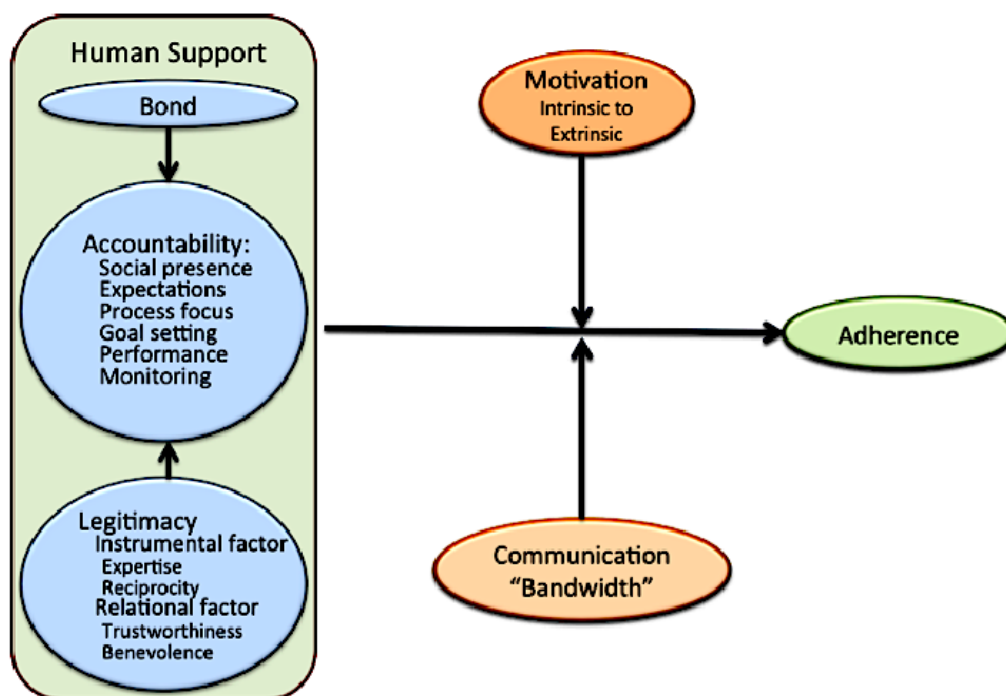 Human Support
Bond
Accountability:
Social presence
Expectations
Process focus
Goal setting
Performance
Monitoring
Legitimacy
Instrumental factor
Expertise
Reciprocity
Relational factor
Trustworthiness
Benevolence
Motivation
Intrinsic to
Extrinsic
Communication
“Bandwidth”
Adherence